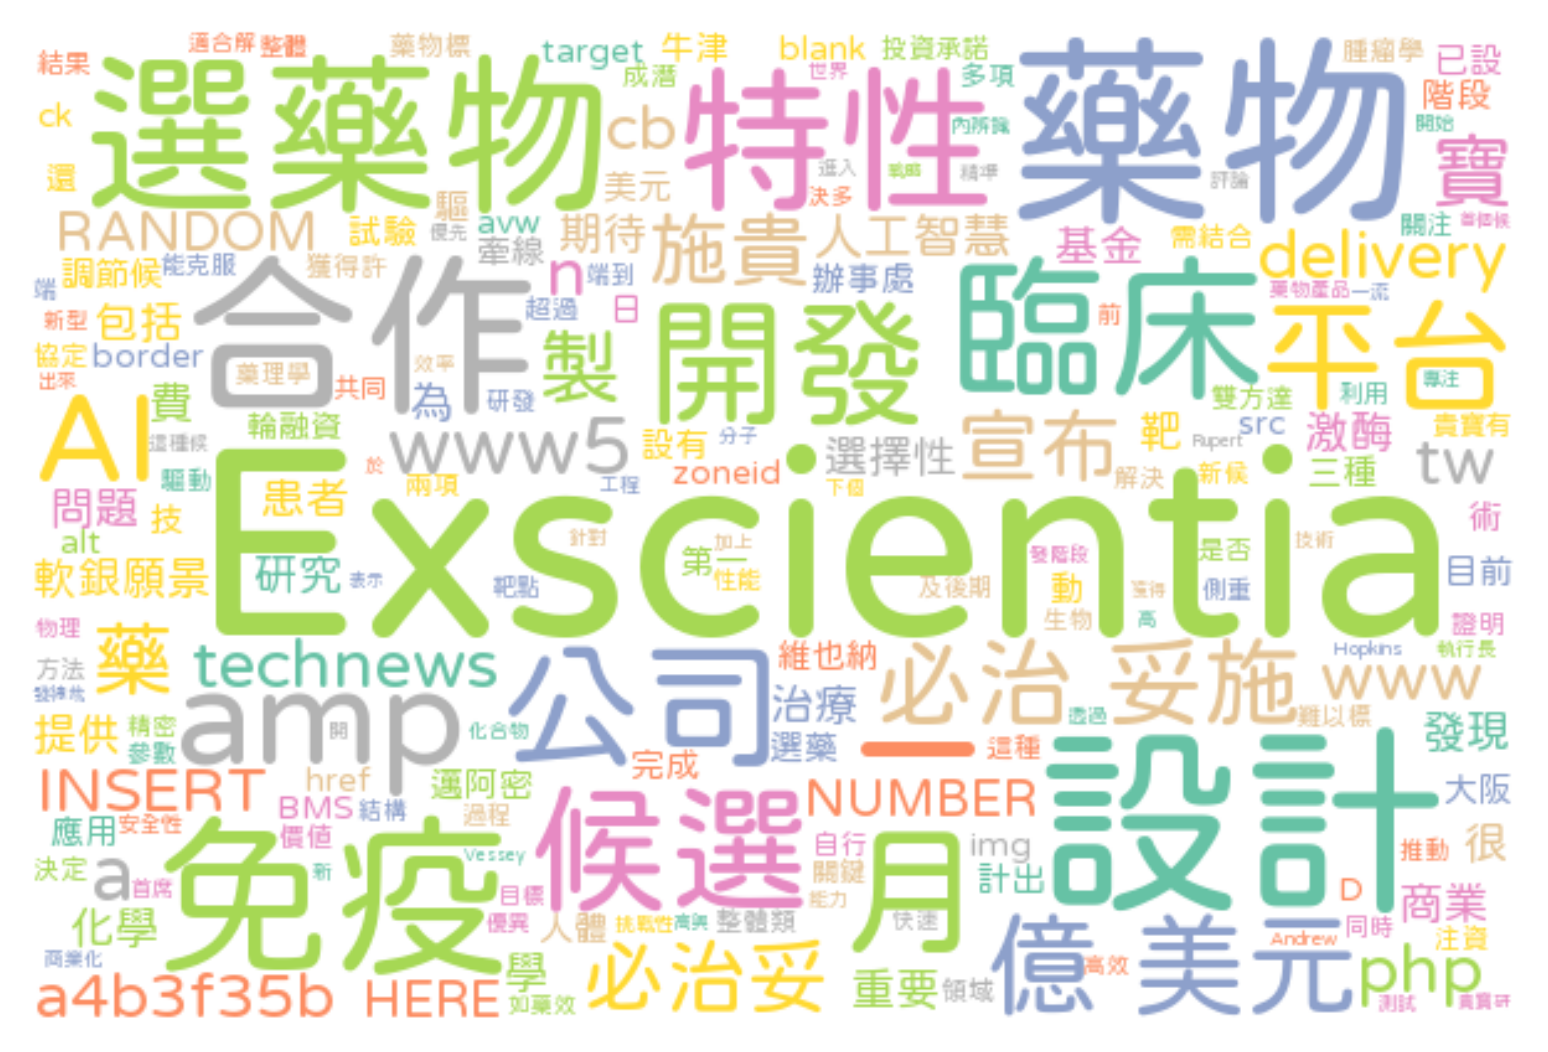 結果
適合解
整體
藥物標
target
牛津
blank
投資承諾
腫瘤學
已設
成潛
世界
多項
階段
ck
選藥物
cb
特性
內辨識
藥物
開始
寶
還
美元
進入
戰略
精準
評論
決多
RANDOM
試驗
驅
優先
avw
牽線
期待
施貴
人工智慧
基金
需結合
關注
首個候
delivery
端
調節候
能克服
獲得許
合作
n
端到
辦事處
臨床
藥物產品
一流
新型
包括
超過
日
開發
前
平台
協定
border
藥理學
效率
製
出來
共同
專注
AI
費
為
研發
雙方達
利用
這種候
輪融資
www5
設有
分子
選擇性
宣布
靶
Rupert
src
激酶
貴寶有
驅動
於
兩項
zoneid
工程
下個
解決
新侯
三種
tw
問題
技
患者
Exscientia
術
alt
針對
加上
第一
發階段
是否
技術
軟銀願景
研究
表示
靶點
性能
及後期
動
獲得
側重
目前
物理
生物
高
證明
方法
藥
technews
公司
維也納
必治
妥施
Hopkins
執行長
www
amp
開
治療
透過
難以標
提供
精密
參數
化合物
選藥
一
這種
設計
發現
INSERT
href
邁阿密
完成
NUMBER
大阪
BMS
結構
過程
應用
安全性
價值
候選
自行
月
img
很
決定
a
首席
免疫
Vessey
新
目標
關鍵
計出
推動
能力
D
商業
化學
優異
人體
挑戰性
高興
整體類
快速
億
美元
同時
Andrew
注資
商業化
學
必治妥
重要
領域
高效
php
a4b3f35b
HERE
如藥效
測試
貴寶研